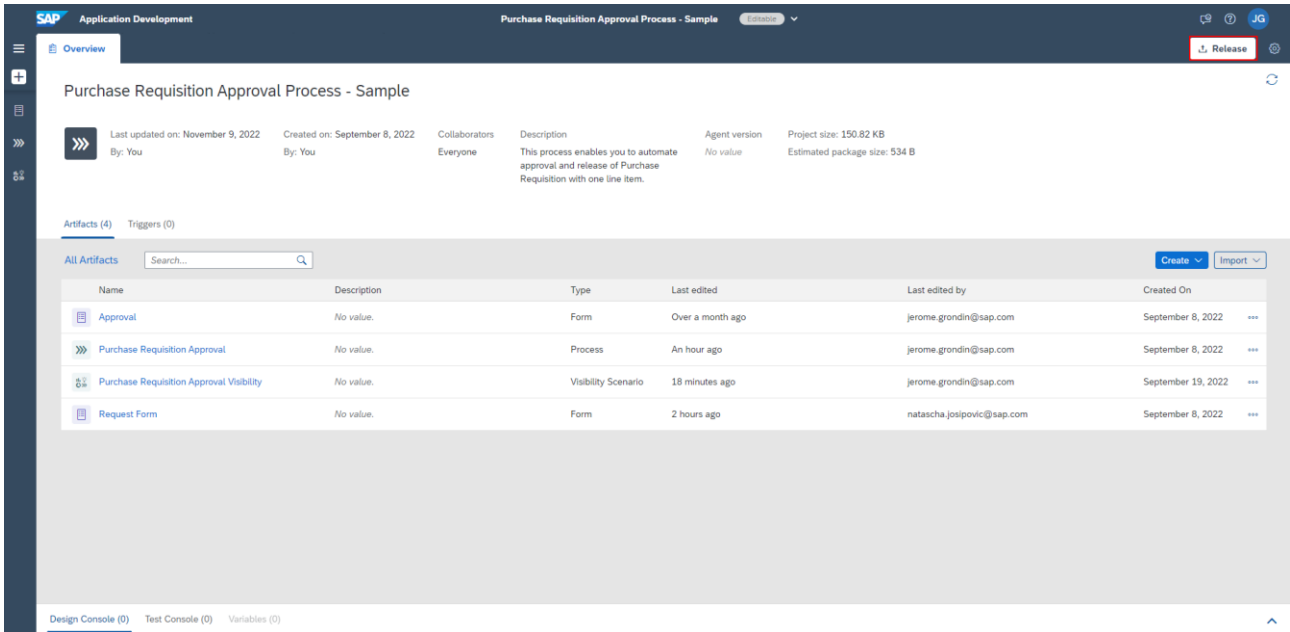 SAP Application Development Purchase Requisition Approval Process - Sample Editable JG
Overview Release
Purchase Requisition Approval Process - Sample
Last updated on: November 9, 2022 Created on: September 8, 2022 Collaborators Description Agent version Project size: 150.82 KB
By: You By: You Everyone This process enables you to automate No value Estimated package size: 534 B
approval and release of Purchase
Requisition with one line item.
Artifacts (4) Triggers (0)
All Artifacts Search... Create Import
Name Description Type Last edited Last edited by Created On
Approval No value. Form Over a month ago jerome.grondin@sap.com September 8, 2022
Purchase Requisition Approval No value. Process An hour ago jerome.grondin@sap.com September 8, 2022
Purchase Requisition Approval Visibility No value. Visibility Scenario 18 minutes ago jerome.grondin@sap.com September 19, 2022
Request Form No value. Form 2 hours ago natascha.josipovic@sap.com September 8, 2022
Design Console (0) Test Console (0) Variables (0)